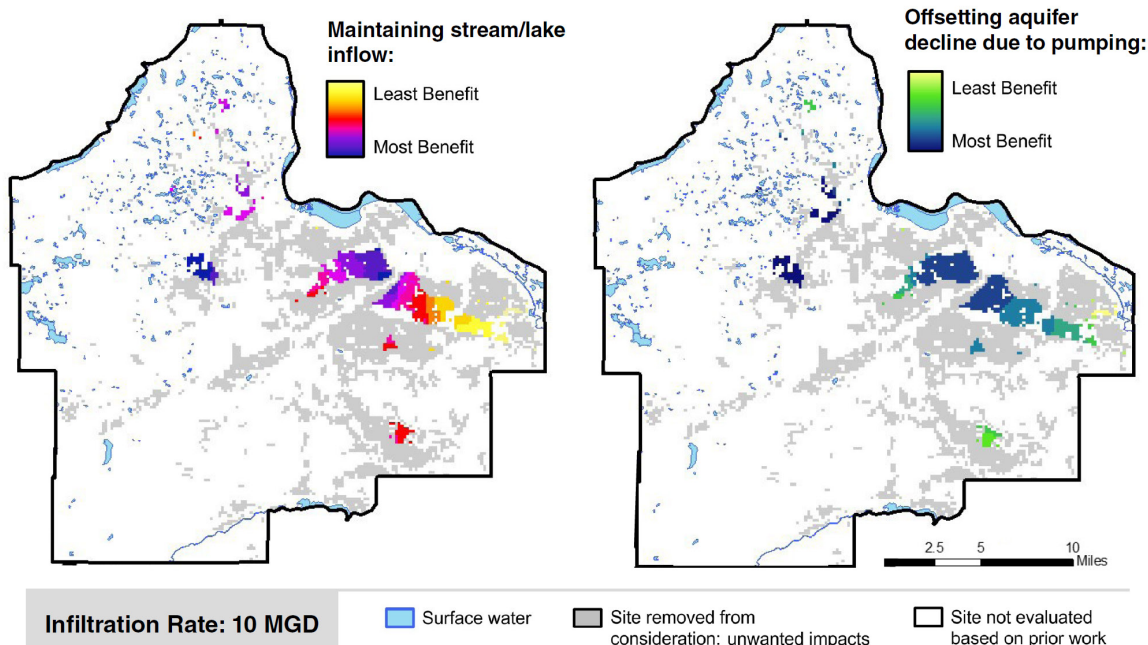 Maintaining stream/lake
inflow:
Least Benefit
Most Benefit
Offsetting aquifer
decline due to pumping:
Least Benefit
Most Benefit
2.5 5 10
Miles
Infiltration Rate: 10 MGD
Surface water
Site removed from
consideration: unwanted impacts
Site not evaluated
based on prior work